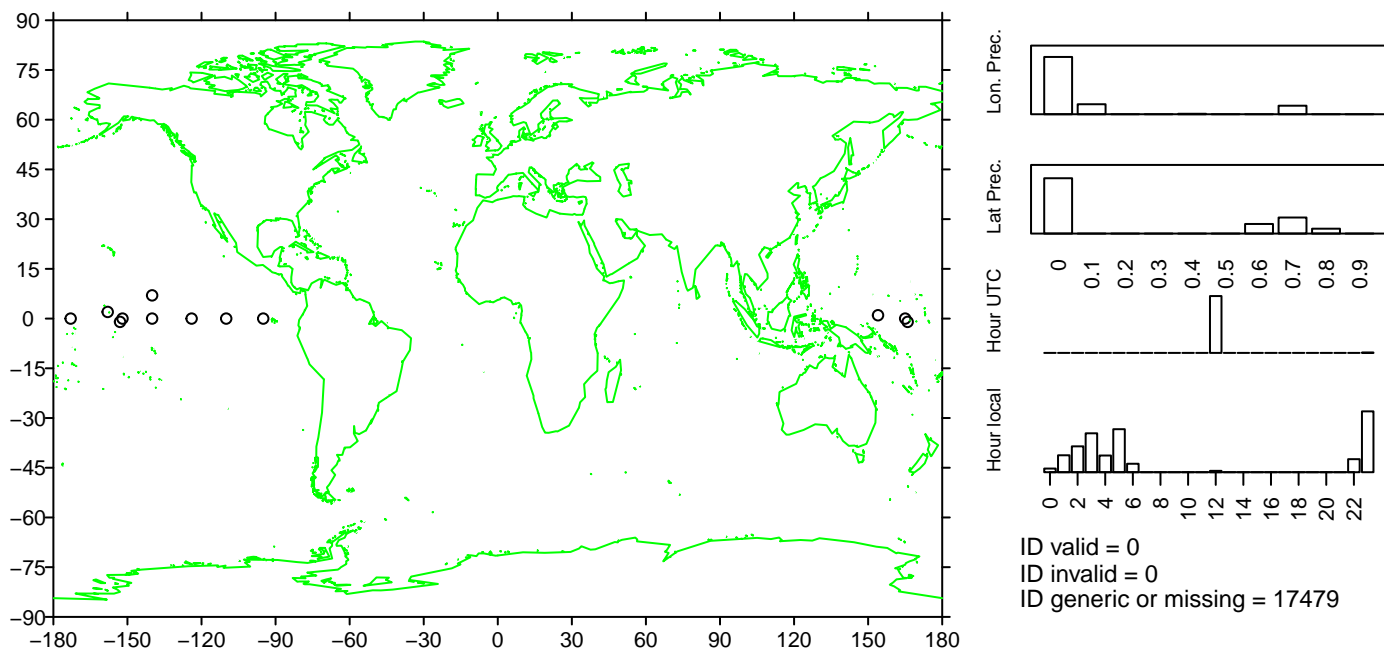 90
75
60
45
30
15
0
−15
−30
−45
−60
−75
−90
−180 −150 −120 −90 −60 −30 0 30 60 90 120 150 180
Lon. Prec.
Lat Prec.
0 0.1 0.2 0.3 0.4 0.5 0.6 0.7 0.8 0.9
Hour UTC
Hour local
0 2 4 6 8 10 12 14 16 18 20 22
ID valid = 0
ID invalid = 0
ID generic or missing = 17479